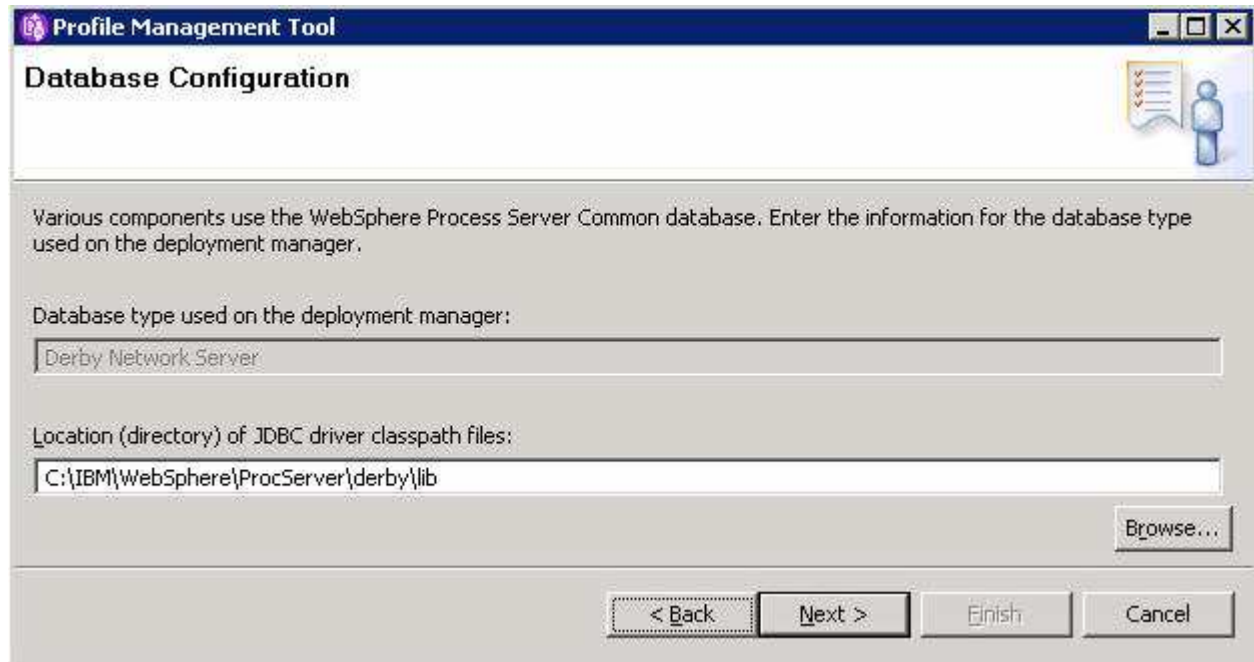 Profile Management Tool
Database Configuration
Various components use the WebSphere Process Server Common database. Enter the information for the database type
used on the deployment manager.
Database type used on the deployment manager:
Derby Network Server
Location (directory) of JDBC driver classpath files:
C:\IBM\WebSphere\ProcServer\derby\lib
Browse...
< Back
Next >
Finish
Cancel